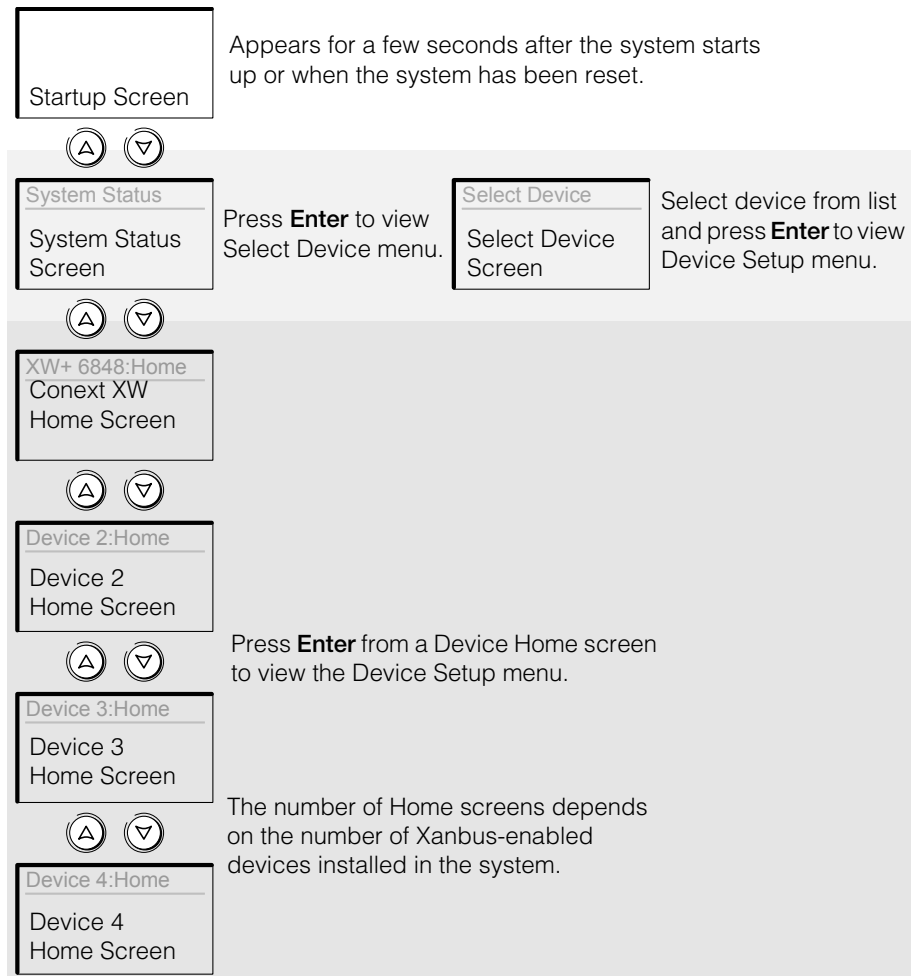 Startup Screen
Appears for a few seconds after the system starts
up or when the system has been reset.
System Status
System Status
Screen
Press Enter to view
Select Device menu.
Select Device
Select Device
Screen
Select device from list
and press Enter to view
Device Setup menu.
XW+ 6848:Home
Conext XW
Home Screen
Device 2:Home
Device 2
Home Screen
Press Enter from a Device Home screen
to view the Device Setup menu.
Device 3:Home
Device 3
Home Screen
The number of Home screens depends
on the number of Xanbus-enabled
devices installed in the system.
Device 4:Home
Device 4
Home Screen